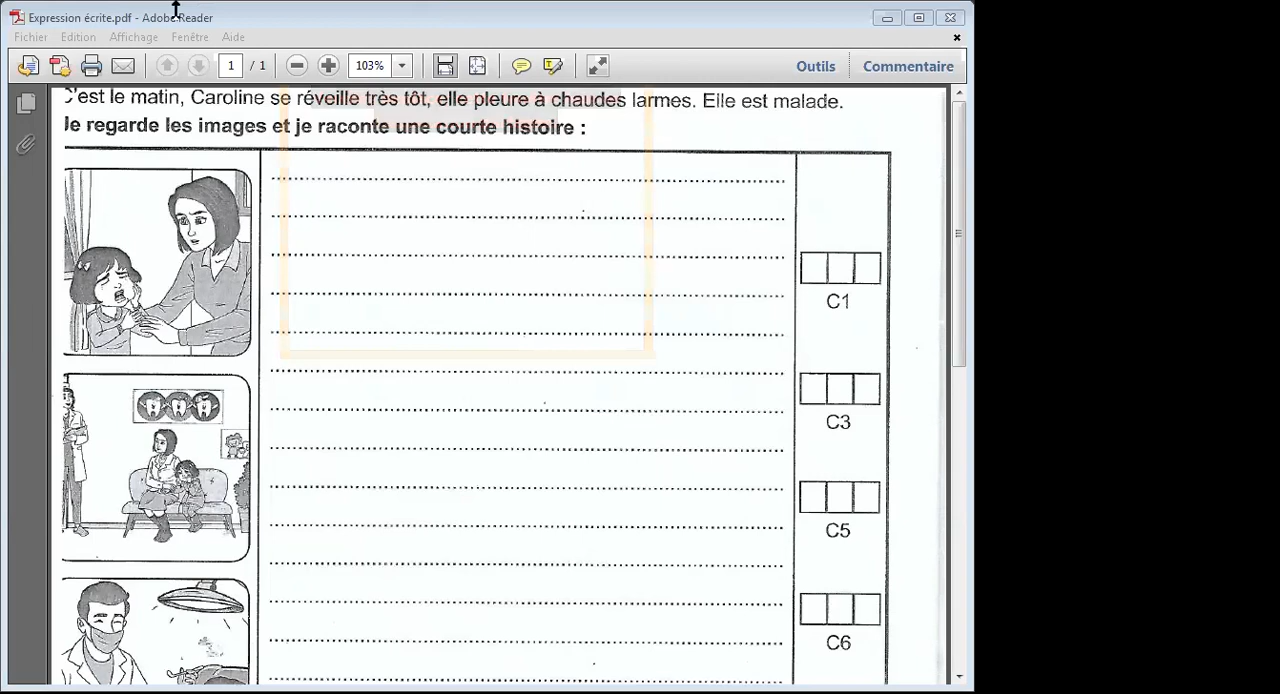 Expression écrite.pdf - Adobe Reader
Fichier Edition Affichage Fenêtre Aide
1 / 1 103% Outils Commentaire
C'est le matin, Caroline se réveille très tôt, elle pleure à chaudes larmes. Elle est malade.
Je regarde les images et je raconte une courte histoire :
C1
C3
C5
C6